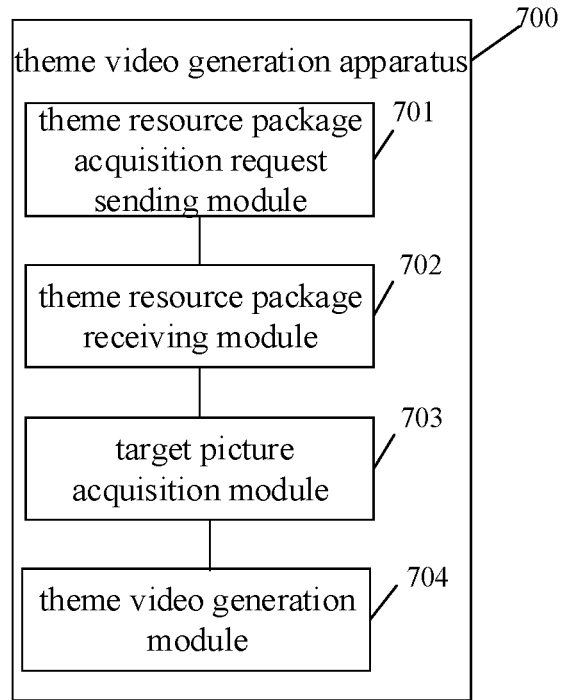 700
theme video generation apparatus
theme resource package
acquisition request
sending module
701
theme resource package
receiving module
702
target picture
acquisition module
703
theme video generation
module
704